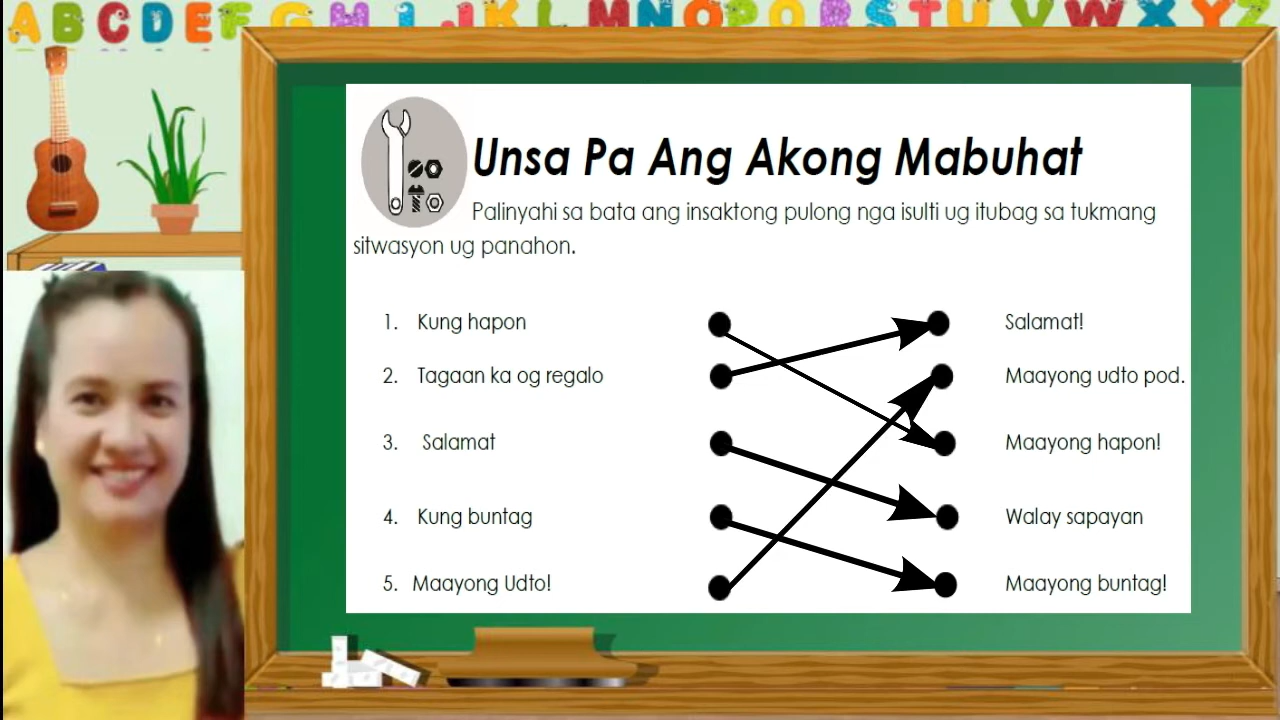 A B C D E F G H I J K L M N O P Q R S T U V W X Y Z
Unsa Pa Ang Akong Mabuhat
Palinyahi sa bata ang insaktong pulong nga isulti ug itubag sa tukmang
sitwasyon ug panahon.
1. Kung hapon Salamat!
2. Tagaan ka og regalo Maayong udto pod.
3. Salamat Maayong hapon!
4. Kung buntag Walay sapayan
5. Maayong Udto! Maayong buntag!